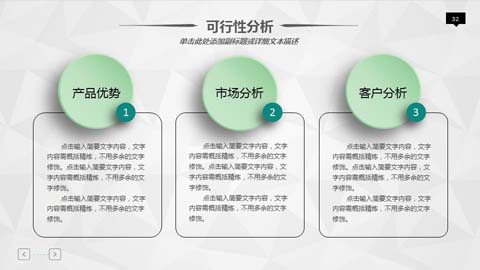 32
可行性分析
单击此处添加副标题或详细文本描述
产品优势
1
点击输入简要文字内容，文字
内容需概括精炼，不用多余的文字
修饰。点击输入简要文字内容，文
字内容需概括精炼，不用多余的文
字修饰。
点击输入简要文字内容，文字
内容需概括精炼，不用多余的文字
修饰。
市场分析
2
点击输入简要文字内容，文字
内容需概括精炼，不用多余的文字
修饰。点击输入简要文字内容，文
字内容需概括精炼，不用多余的文
字修饰。
点击输入简要文字内容，文字
内容需概括精炼，不用多余的文字
修饰。
客户分析
3
点击输入简要文字内容，文字
内容需概括精炼，不用多余的文字
修饰。点击输入简要文字内容，文
字内容需概括精炼，不用多余的文
字修饰。
点击输入简要文字内容，文字
内容需概括精炼，不用多余的文字
修饰。